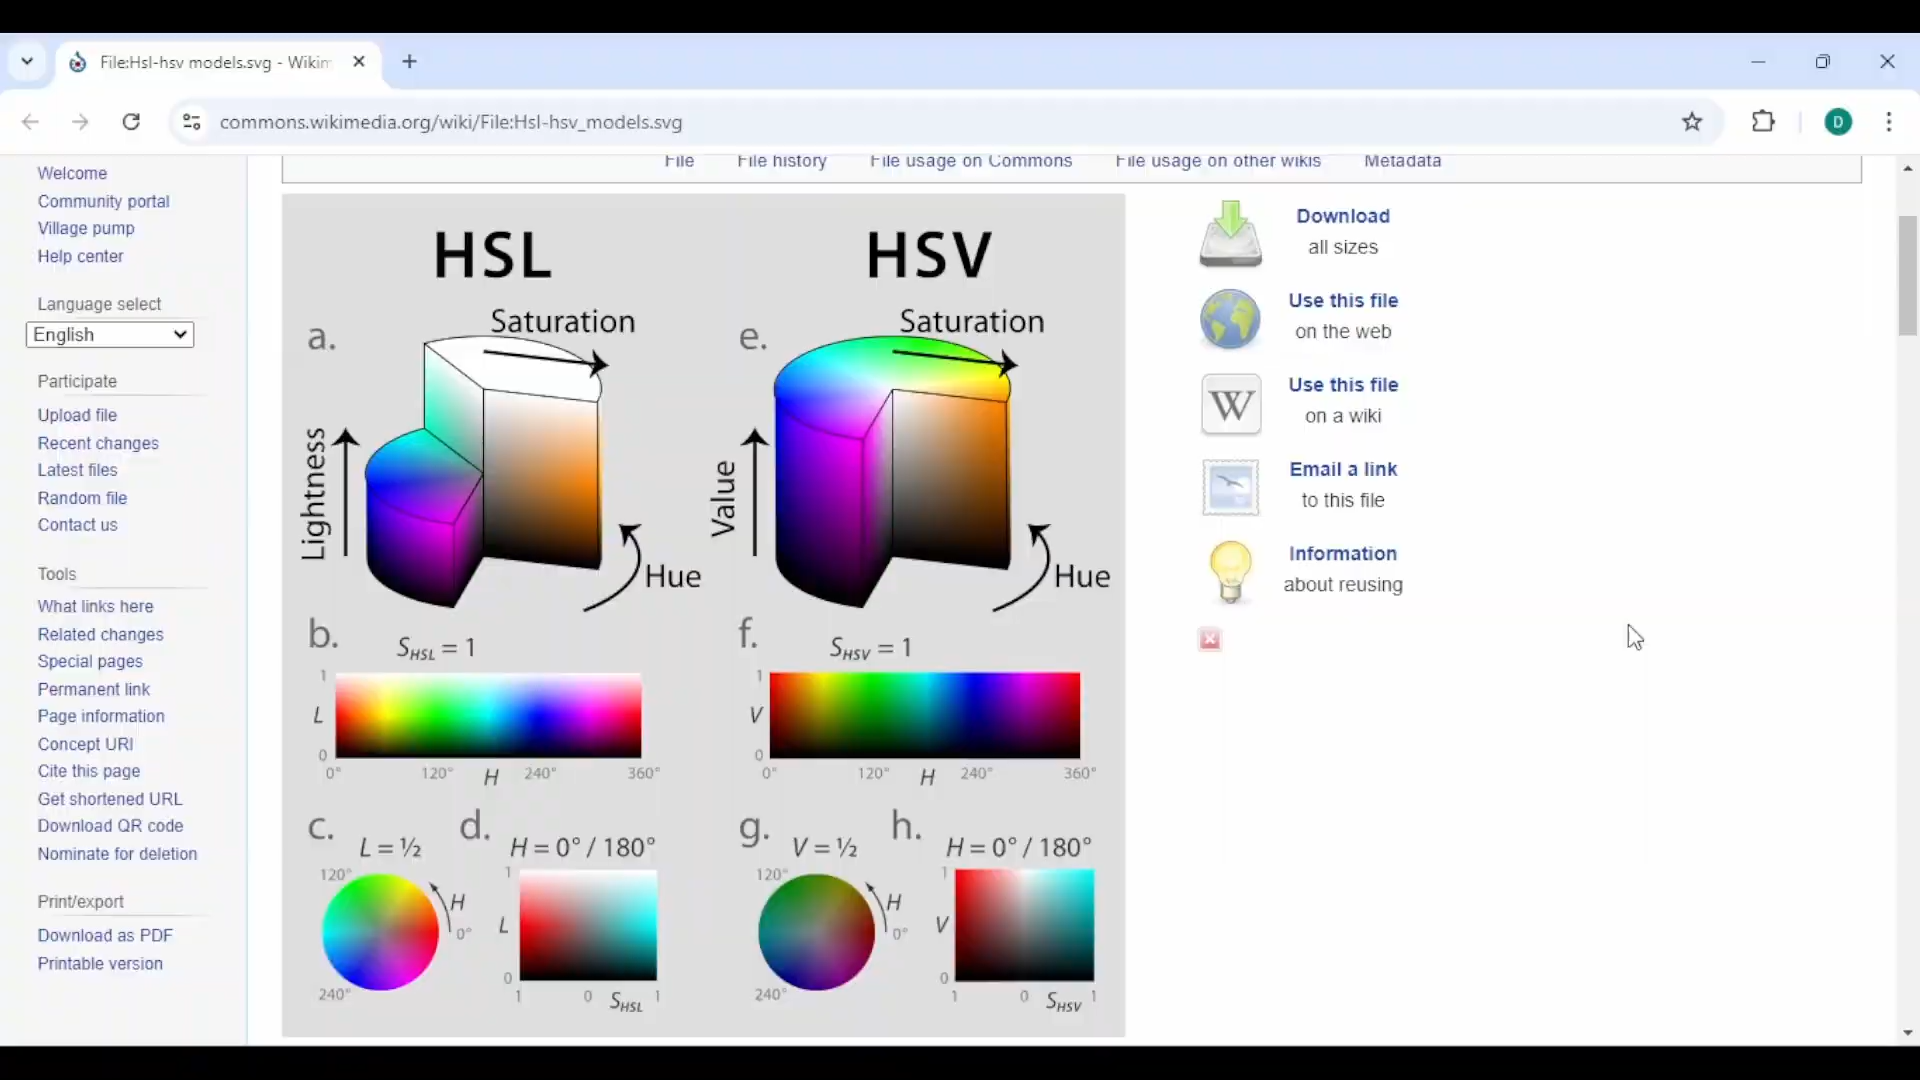 File:Hsl-hsv models.svg - Wikim
commons.wikimedia.org/wiki/File:Hsl-hsv_models.svg
D
File File history File usage on Commons File usage on other wikis Metadata
Welcome
Community portal
Village pump
Help center
Language select
English
Participate
Upload file
Recent changes
Latest files
Random file
Contact us
Tools
What links here
Related changes
Special pages
Permanent link
Page information
Concept URI
Cite this page
Get shortened URL
Download QR code
Nominate for deletion
Print/export
Download as PDF
Printable version
HSL
a.
Saturation
Lightness
Hue
b.
S HSL = 1
1
L
0
0° 120° H 240° 360°
c.
L = ½
120°
H
0°
240°
d.
H = 0° / 180°
1
L
0
1 0 S HSL 1
HSV
e.
Saturation
Value
Hue
f.
S HSV = 1
1
V
0
0° 120° H 240° 360°
g.
V = ½
120°
H
0°
240°
h.
H = 0° / 180°
1
V
0
1 0 S HSV 1
Download
all sizes
Use this file
on the web
W
Use this file
on a wiki
Email a link
to this file
Information
about reusing